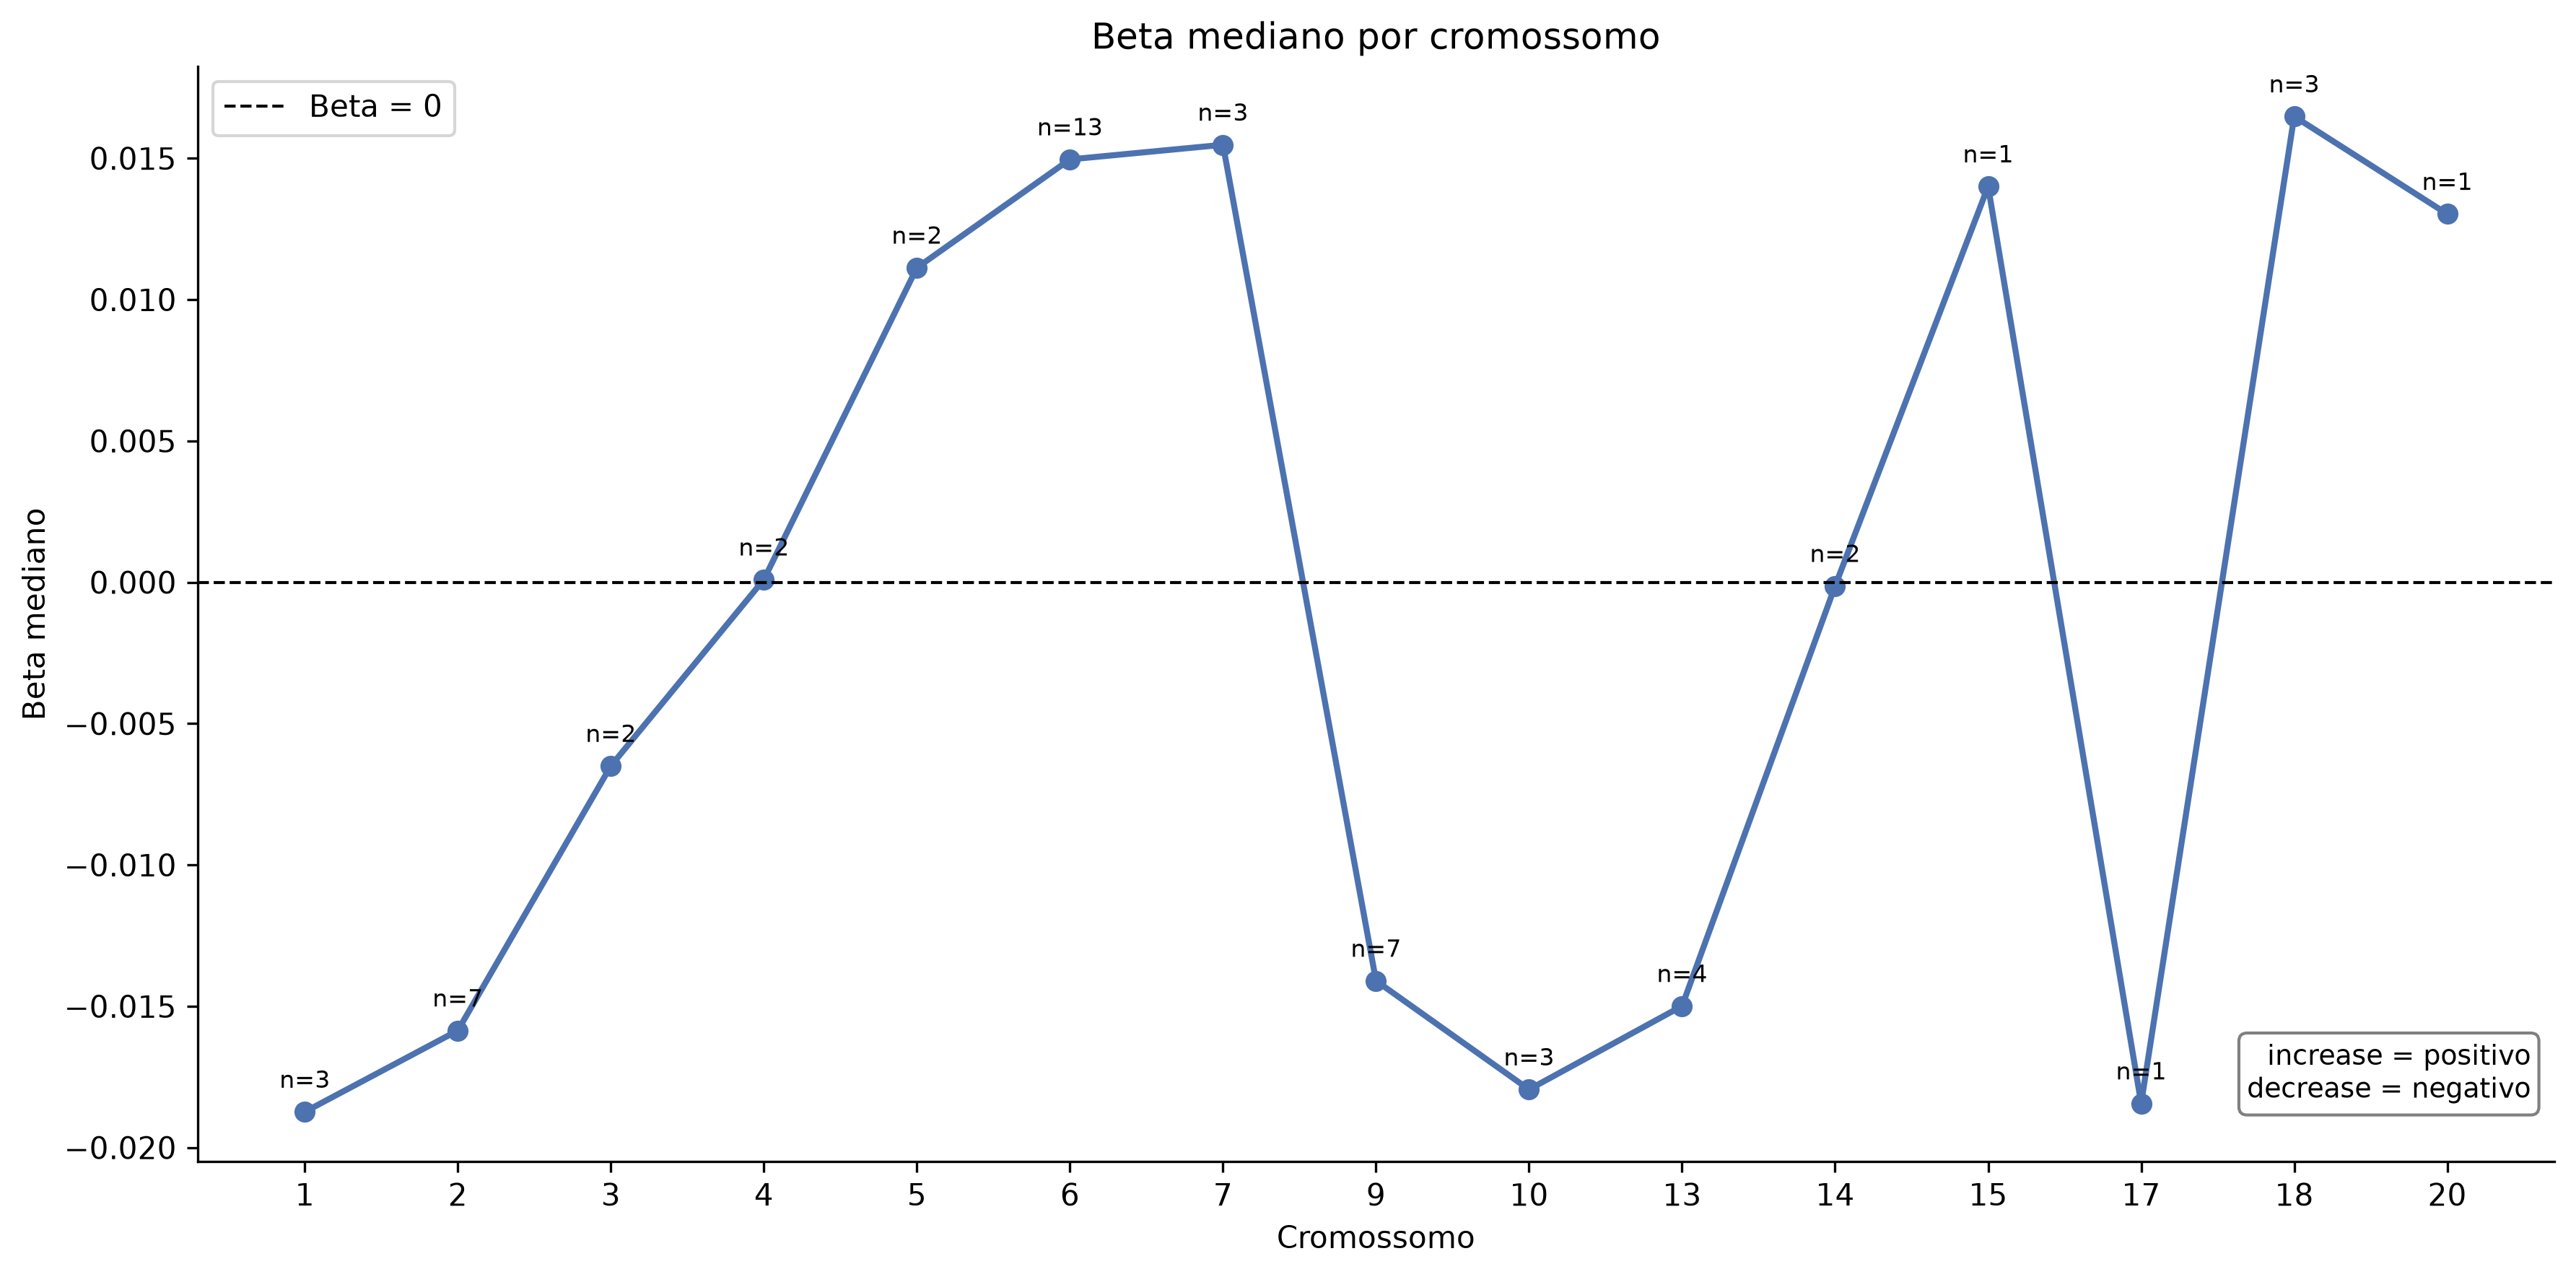 Beta mediano por cromossomo
Beta = 0
n=3
n=7
n=2
n=2
n=2
n=13
n=3
n=7
n=3
n=4
n=2
n=1
n=1
n=3
n=1
0.015
0.010
0.005
0.000
−0.005
−0.010
−0.015
−0.020
Beta mediano
increase = positivo
decrease = negativo
1 2 3 4 5 6 7 9 10 13 14 15 17 18 20
Cromossomo